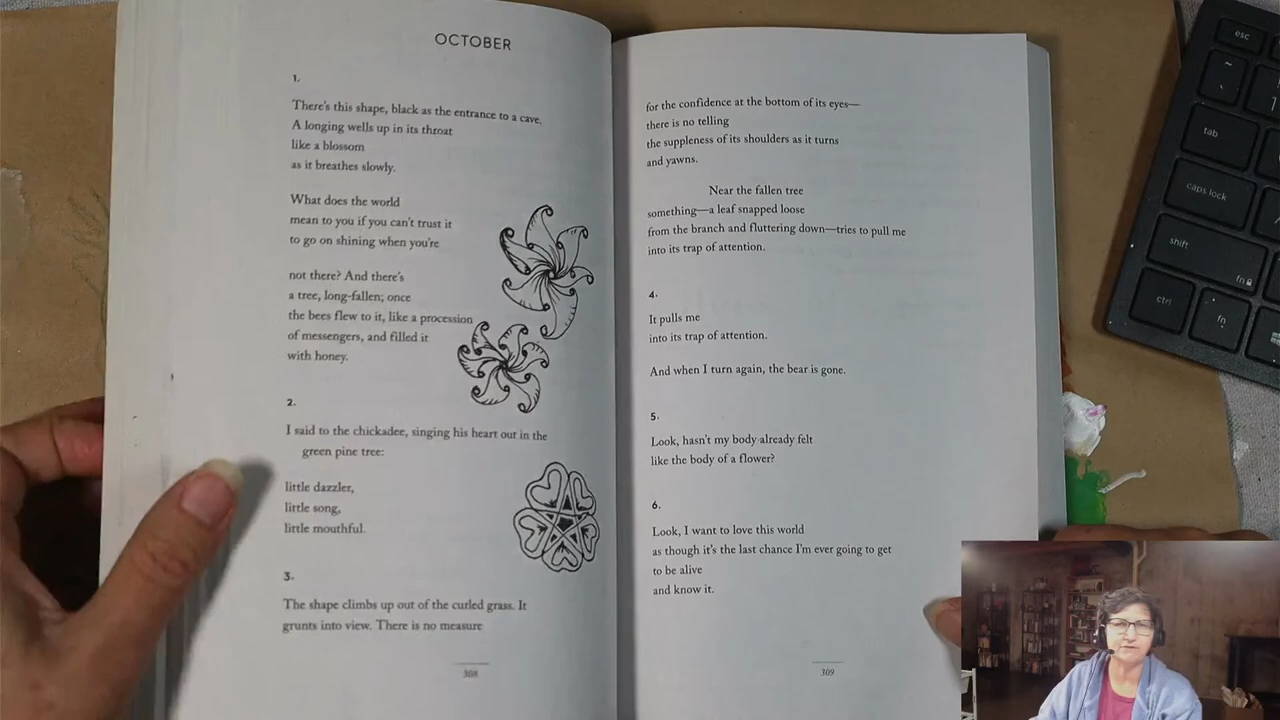 OCTOBER
1.
There's this shape, black as the entrance to a cave.
A longing wells up in its throat
like a blossom
as it breathes slowly.
What does the world
mean to you if you can't trust it
to go on shining when you're
not there? And there's
a tree, long-fallen; once
the bees flew to it, like a procession
of messengers, and filled it
with honey.
2.
I said to the chickadee, singing his heart out in the
green pine tree:
little dazzler,
little song,
little mouthful.
3.
The shape climbs up out of the curled grass. It
grunts into view. There is no measure
308
for the confidence at the bottom of its eyes—
there is no telling
the suppleness of its shoulders as it turns
and yawns.
Near the fallen tree
something—a leaf snapped loose
from the branch and fluttering down—tries to pull me
into its trap of attention.
4.
It pulls me
into its trap of attention.
And when I turn again, the bear is gone.
5.
Look, hasn't my body already felt
like the body of a flower?
6.
Look, I want to love this world
as though it's the last chance I'm ever going to get
to be alive
and know it.
309
esc
tab
caps lock
shift
fn
ctrl
fn